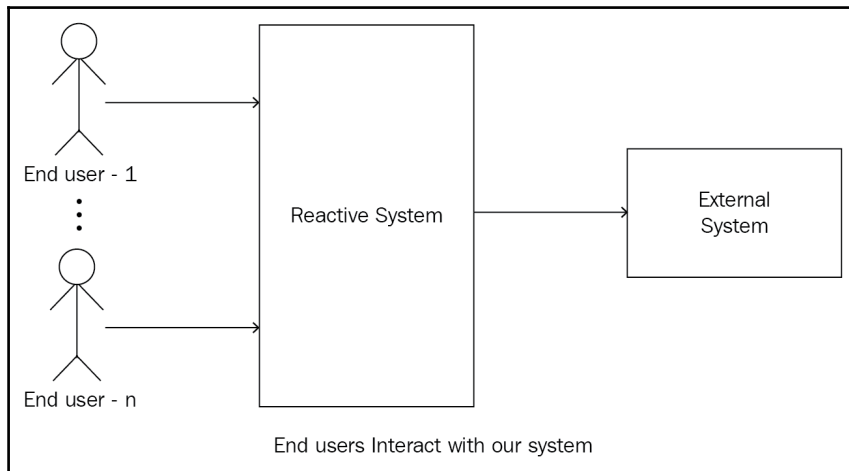 End user - 1
Reactive System
External
System
End user - n
End users Interact with our system